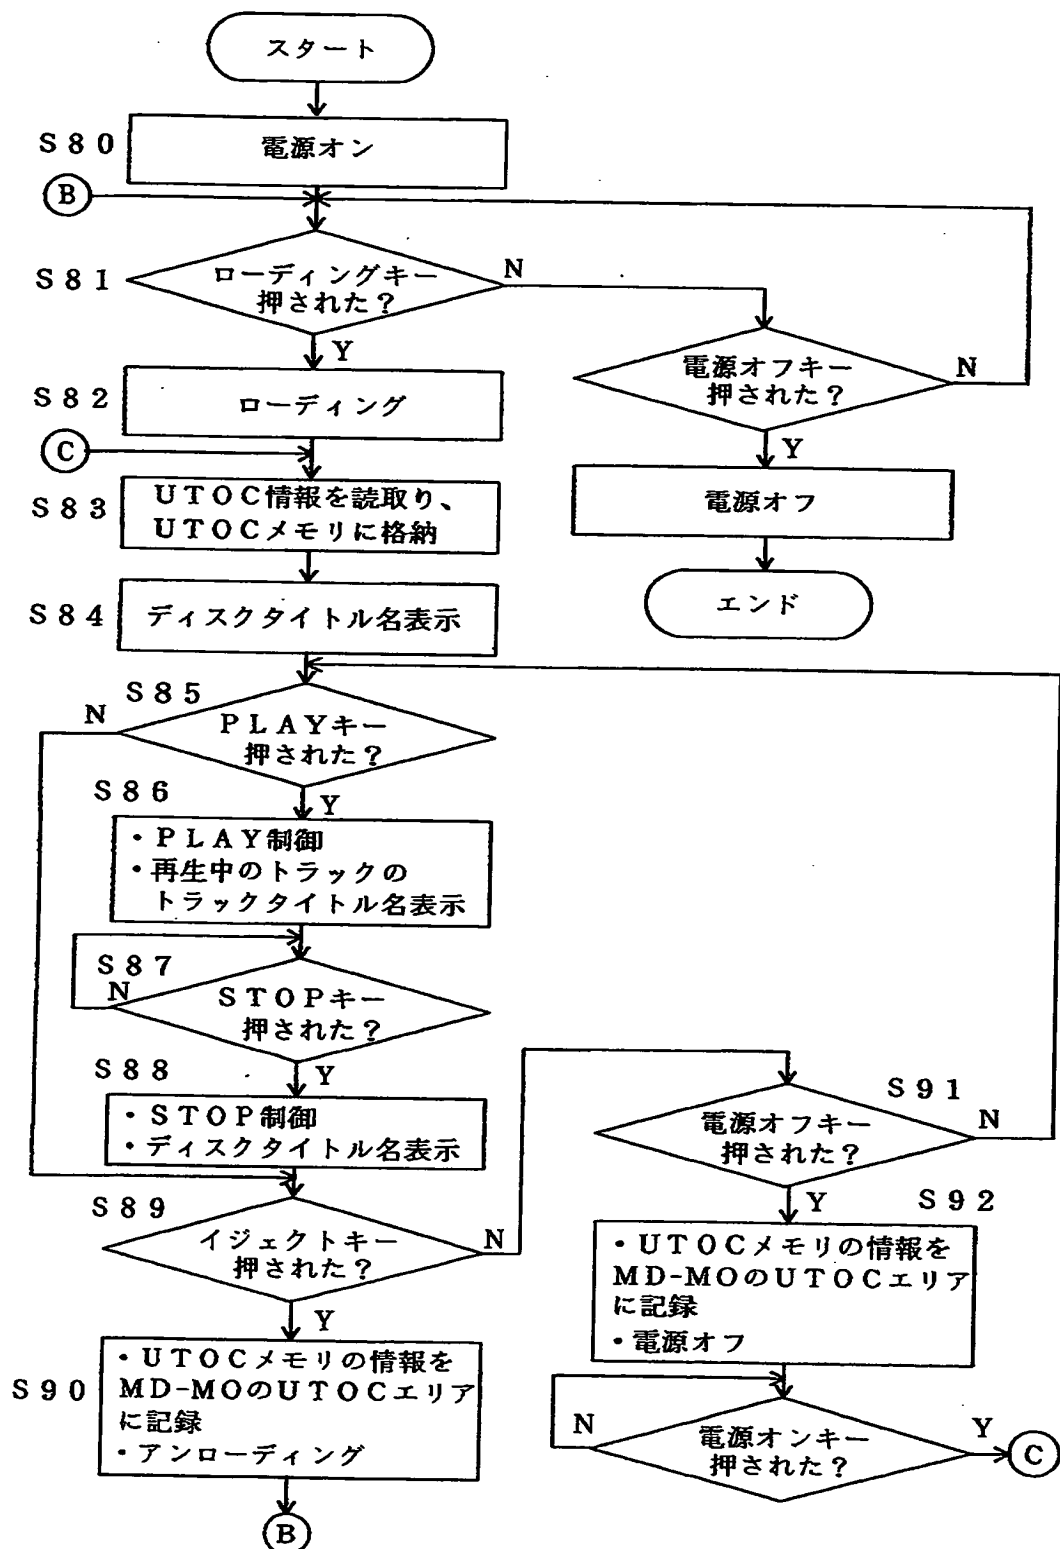 スタート
S80
電源オン
B
S81
ローディングキー
押された？
N
Y
電源オフキー
押された？
N
Y
S82
ローディング
C
S83
UTOC情報を読取り、
UTOCメモリに格納
電源オフ
エンド
S84
ディスクタイトル名表示
S85
N
PLAYキー
押された？
Y
S86
・PLAY制御
・再生中のトラックの
トラックタイトル名表示
S87
N
STOPキー
押された？
Y
S88
・STOP制御
・ディスクタイトル名表示
S89
イジェクトキー
押された？
N
Y
S90
・UTOCメモリの情報を
MD-MOのUTOCエリア
に記録
・アンローディング
B
S91
電源オフキー
押された？
N
Y
S92
・UTOCメモリの情報を
MD-MOのUTOCエリア
に記録
・電源オフ
N
電源オンキー
押された？
Y
C